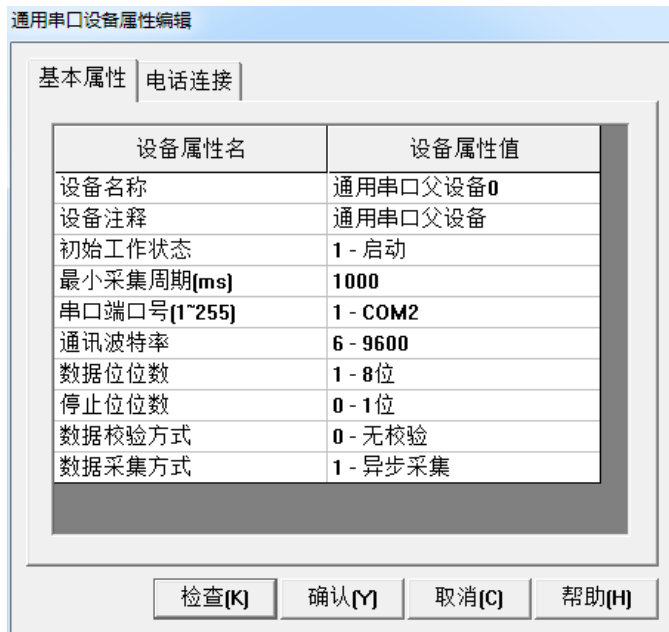 通用串口设备属性编辑
基本属性 电话连接
设备属性名 设备属性值
设备名称 通用串口父设备0
设备注释 通用串口父设备
初始工作状态 1 - 启动
最小采集周期(ms) 1000
串口端口号(1~255) 1 - COM2
通讯波特率 6 - 9600
数据位位数 1 - 8位
停止位位数 0 - 1位
数据校验方式 0 - 无校验
数据采集方式 1 - 异步采集
检查(K) 确认(Y) 取消(C) 帮助(H)